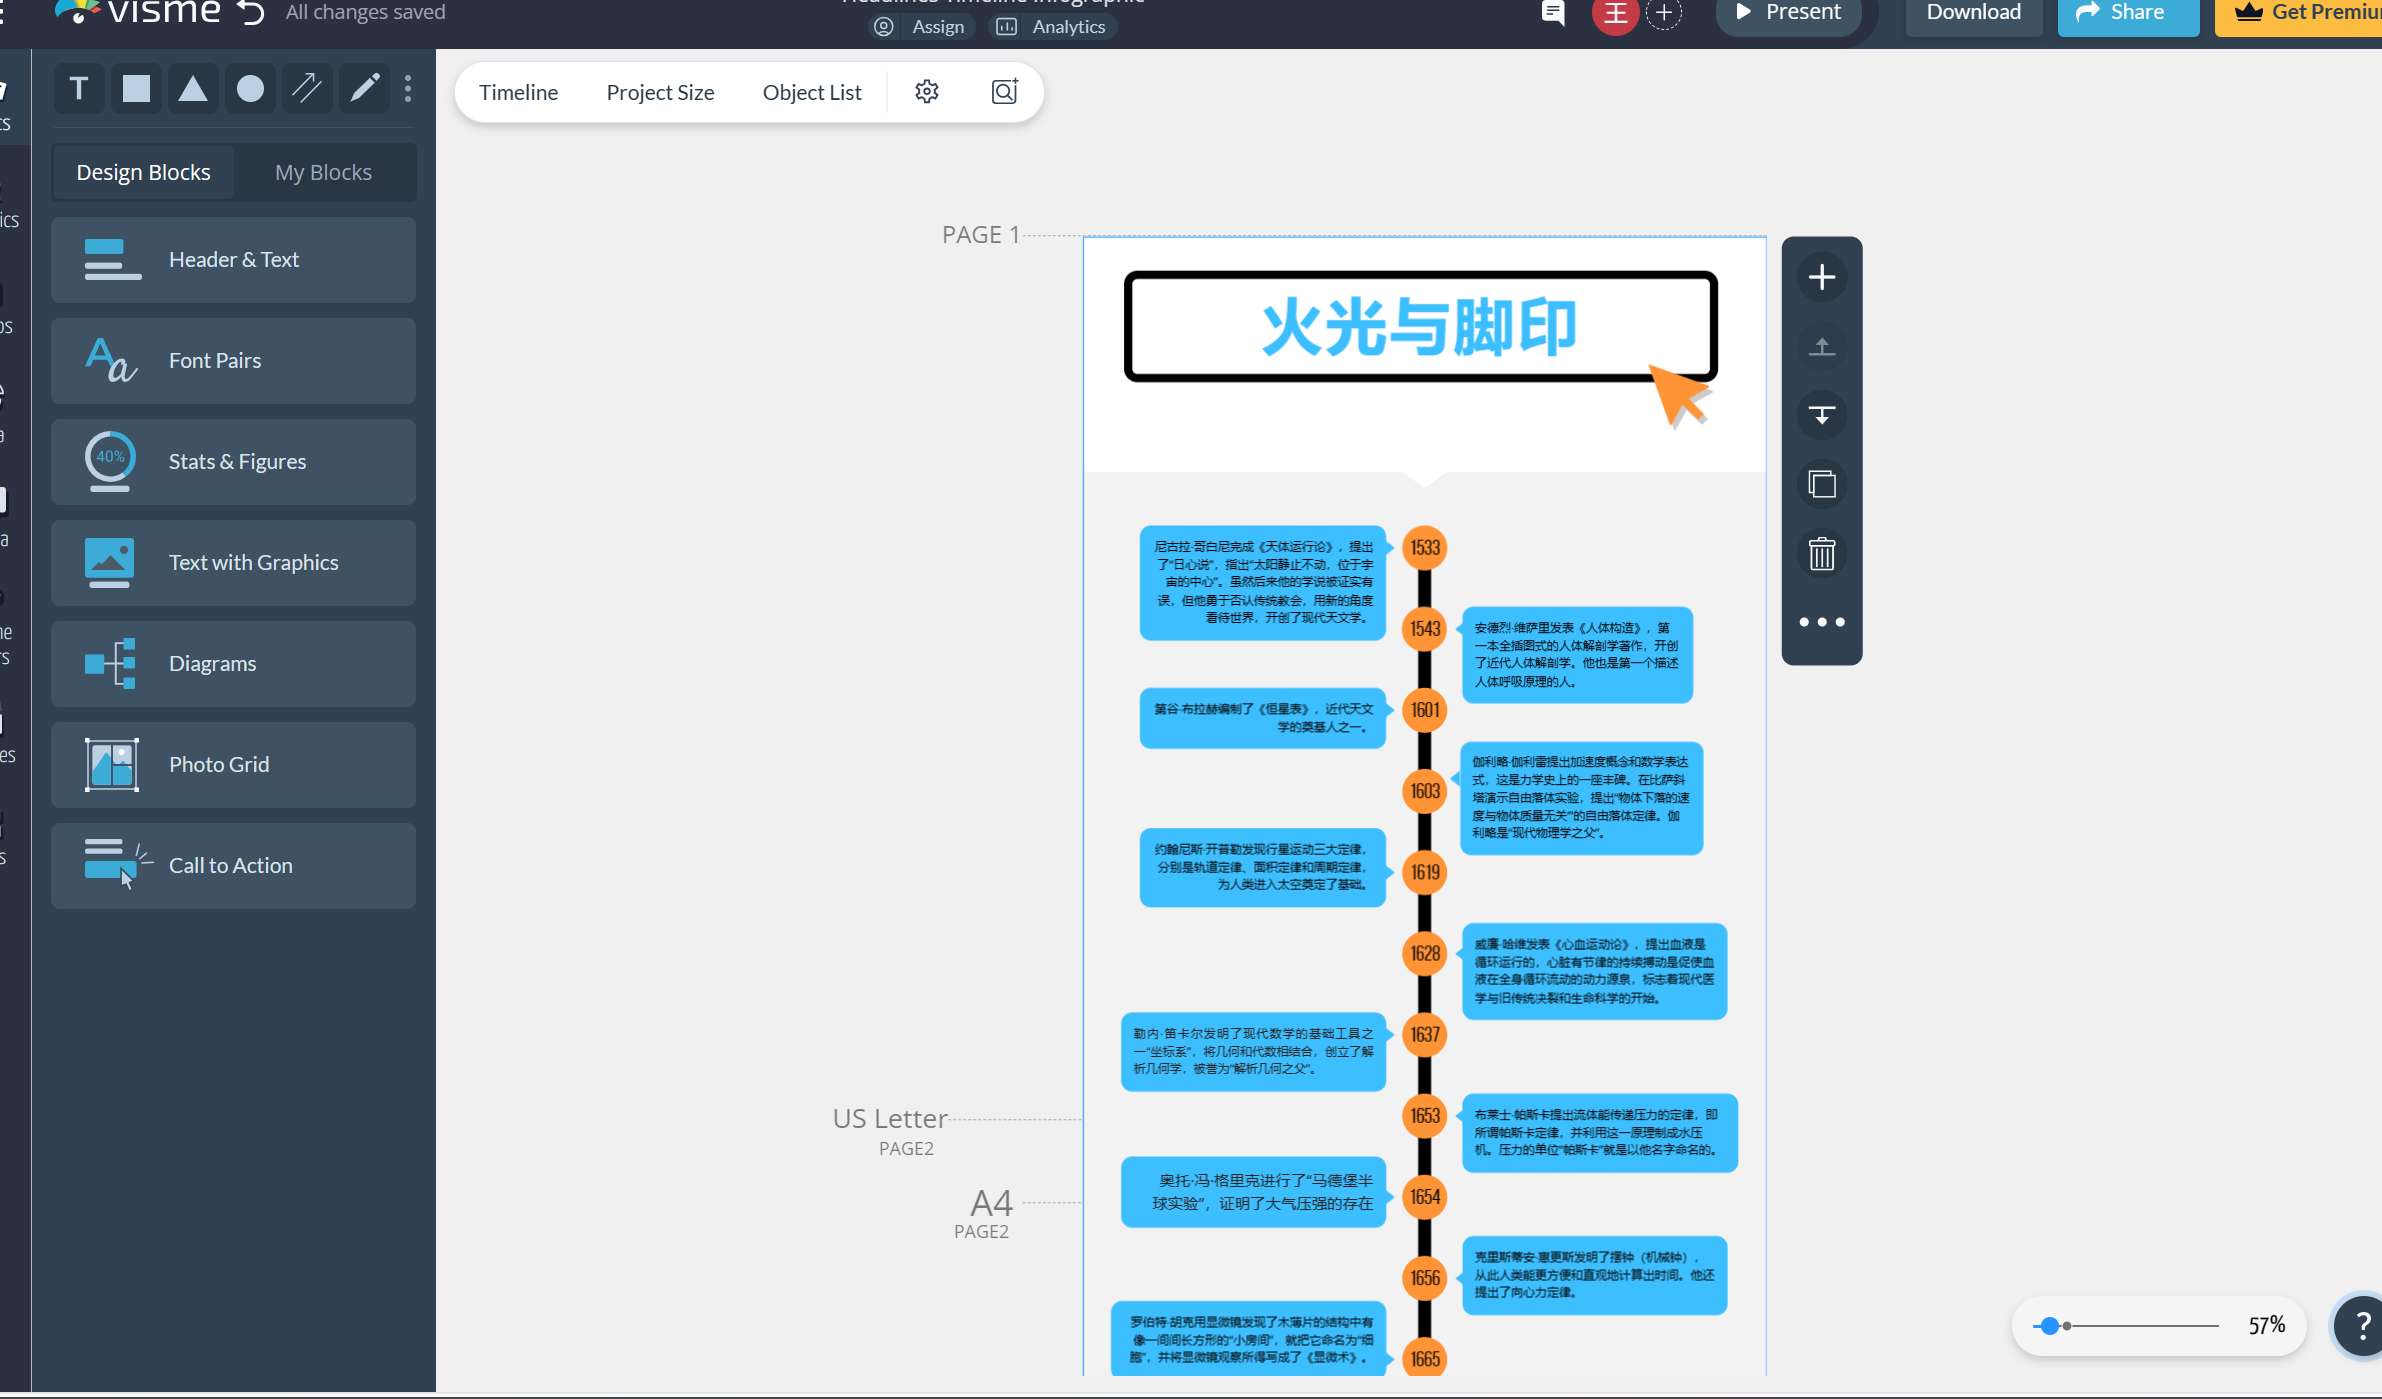 visme
All changes saved
Assign
Analytics
王
Present
Download
Share
Design Blocks
My Blocks
Header & Text
Font Pairs
40%
Stats & Figures
Text with Graphics
Diagrams
Photo Grid
Call to Action
Timeline
Project Size
Object List
PAGE 1
火光与脚印
1533
尼古拉·哥白尼完成《天体运行论》，提出
了“日心说”，指出“太阳静止不动，位于宇
宙的中心”。虽然后来他的学说被证实有
误，但他勇于否认传统教会，用新的角度
看待世界，开创了现代天文学。
1543
安德烈·维萨里发表《人体构造》，第
一本全插图式的人体解剖学著作，开创
了近代人体解剖学。他也是第一个描述
人体呼吸原理的人。
1601
第谷·布拉赫编制了《恒星表》，近代天文
学的奠基人之一。
1603
伽利略·伽利雷提出加速度概念和数学表达
式，这是力学史上的一座丰碑。在比萨斜
塔演示自由落体实验，提出“物体下落的速
度与物体质量无关”的自由落体定律。伽
利略是“现代物理学之父”。
1619
约翰尼斯·开普勒发现行星运动三大定律，
分别是轨道定律、面积定律和周期定律，
为人类进入太空奠定了基础。
1628
威廉·哈维发表《心血运动论》，提出血液是
循环运行的，心脏有节律的持续搏动是促使血
液在全身循环流动的动力源泉，标志着现代医
学与旧传统决裂和生命科学的开始。
1637
勒内·笛卡尔发明了现代数学的基础工具之
一“坐标系”，将几何和代数相结合，创立了解
析几何学，被誉为“解析几何之父”。
1653
布莱士·帕斯卡提出流体能传递压力的定律，即
所谓帕斯卡定律，并利用这一原理制成水压
机。压力的单位“帕斯卡”就是以他名字命名的。
US Letter
PAGE2
1654
奥托·冯·格里克进行了“马德堡半
球实验”，证明了大气压强的存在
A4
PAGE2
1656
克里斯蒂安·惠更斯发明了摆钟（机械钟），
从此人类能更方便和直观地计算出时间。他还
提出了向心力定律。
1665
罗伯特·胡克用显微镜发现了木薄片的结构中有
像一间间长方形的“小房间”，就把它命名为“细
胞”，并将显微镜观察所得写成了《显微术》。
57%
?